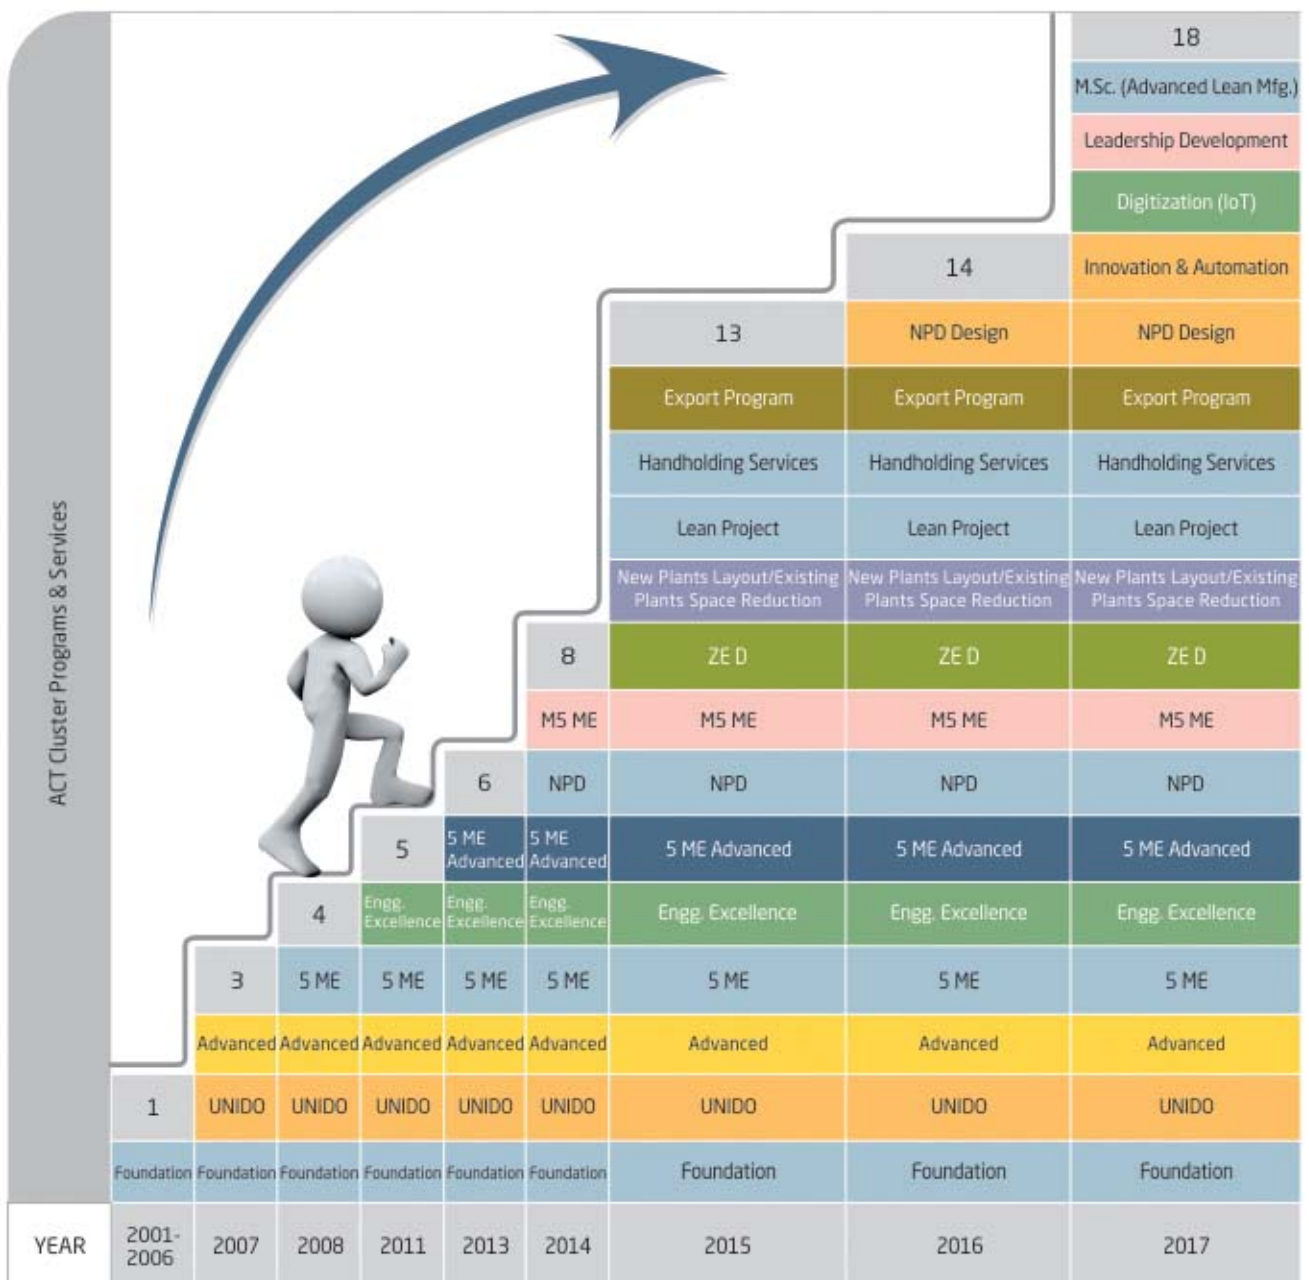 18
M.Sc. (Advanced Lean Mfg.)
Leadership Development
Digitization (IoT)
14 Innovation & Automation
13 NPD Design NPD Design
Export Program Export Program Export Program
Handholding Services Handholding Services Handholding Services
Lean Project Lean Project Lean Project
New Plants Layout/Existing New Plants Layout/Existing New Plants Layout/Existing
Plants Space Reduction Plants Space Reduction Plants Space Reduction
8 ZE D ZE D ZE D
M5 ME M5 ME M5 ME M5 ME
6 NPD NPD NPD NPD
5 5 ME Advanced 5 ME Advanced 5 ME Advanced 5 ME Advanced 5 ME Advanced
4 Engg. Excellence Engg. Excellence Engg. Excellence Engg. Excellence Engg. Excellence Engg. Excellence
3 5 ME 5 ME 5 ME 5 ME 5 ME 5 ME 5 ME
Advanced Advanced Advanced Advanced Advanced Advanced Advanced Advanced
1 UNIDO UNIDO UNIDO UNIDO UNIDO UNIDO UNIDO UNIDO
Foundation Foundation Foundation Foundation Foundation Foundation Foundation Foundation Foundation
YEAR 2001-2006 2007 2008 2011 2013 2014 2015 2016 2017
ACT Cluster Programs & Services